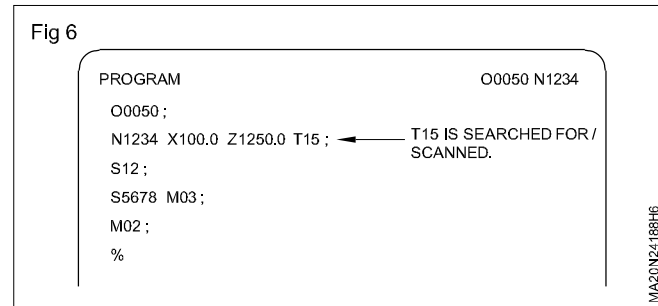 Fig 6
PROGRAM O0050 N1234
O0050 ;
N1234 X100.0 Z1250.0 T15 ; T15 IS SEARCHED FOR /
SCANNED.
S12 ;
S5678 M03 ;
M02 ;
%
MA20N24188H6